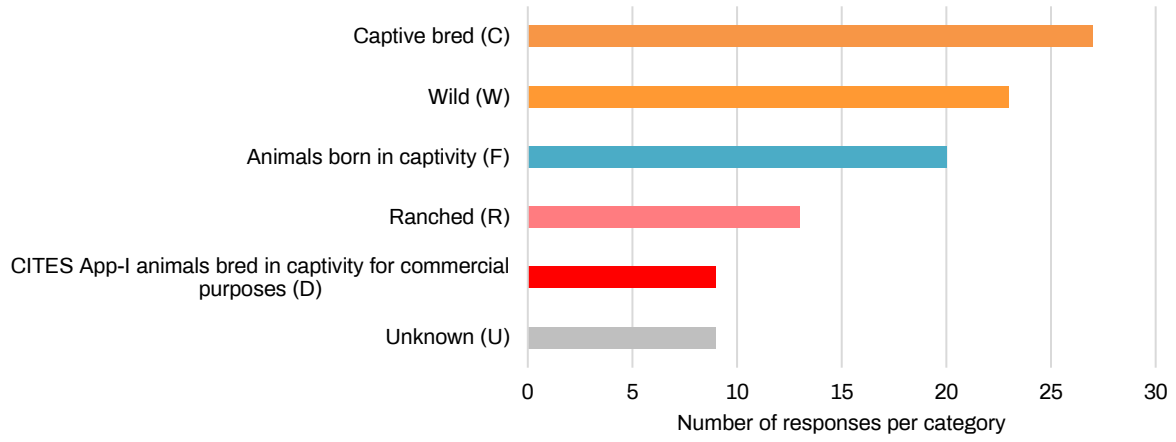 Captive bred (C)
Wild (W)
Animals born in captivity (F)
Ranched (R)
CITES App-I animals bred in captivity for commercial
purposes (D)
Unknown (U)
0 5 10 15 20 25 30
Number of responses per category